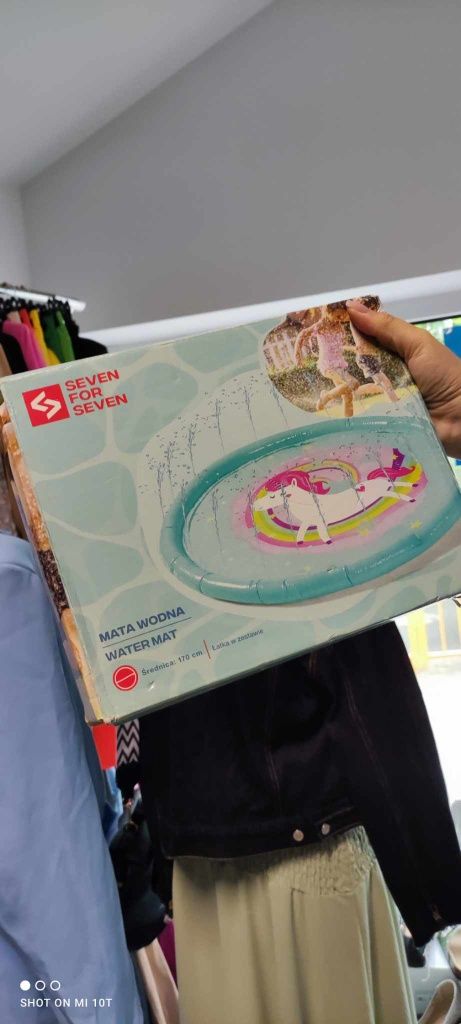 SEVEN
FOR
SEVEN
MATA WODNA
WATER MAT
Średnica: 170 cm
Łatka w zestawie
SHOT ON MI 10T